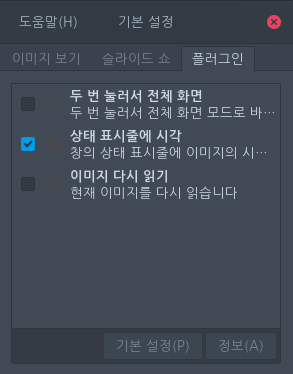 도움말(H) 기본 설정
이미지 보기 슬라이드 쇼 플러그인
두 번 눌러서 전체 화면
두 번 눌러서 전체 화면 모드로 바…
상태 표시줄에 시각
창의 상태 표시줄에 이미지의 시…
이미지 다시 읽기
현재 이미지를 다시 읽습니다
기본 설정(P) 정보(A)